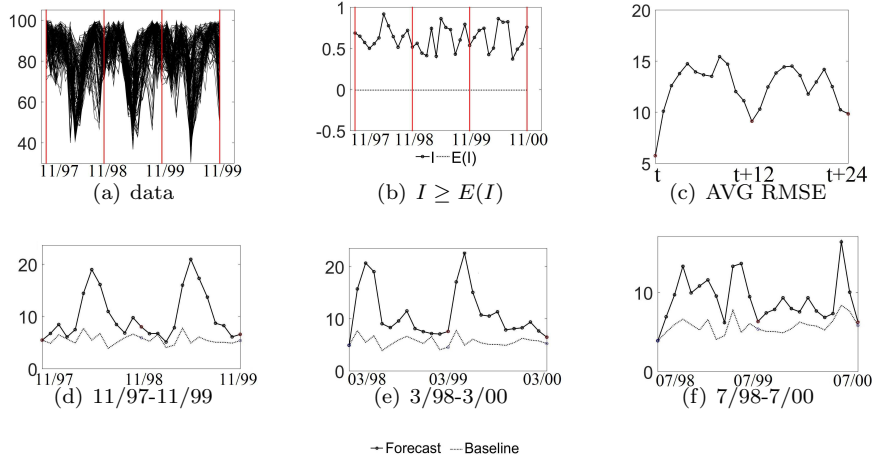 100
80
60
40
11/97 11/98 11/99 11/99
(a) data
1
0.5
0
-0.5
11/97 11/98 11/99 11/00
I E(I)
(b) I ≥ E(I)
20
15
10
5
t t+12 t+24
(c) AVG RMSE
20
10
0
11/97 11/98 11/99
(d) 11/97-11/99
20
10
0
03/98 03/99 03/00
(e) 3/98-3/00
10
0
07/98 07/99 07/00
(f) 7/98-7/00
Forecast Baseline